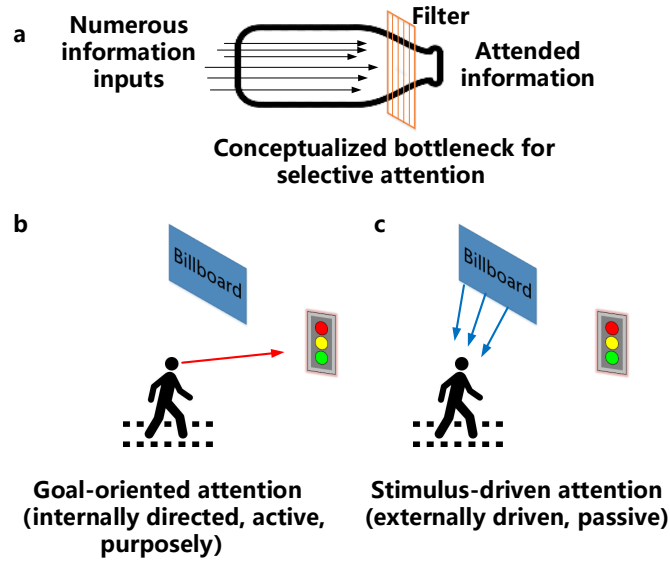 a
Numerous
information
inputs
Filter
Attended
information
Conceptualized bottleneck for
selective attention
b
Billboard
Goal-oriented attention
(internally directed, active,
purposely)
c
Billboard
Stimulus-driven attention
(externally driven, passive)